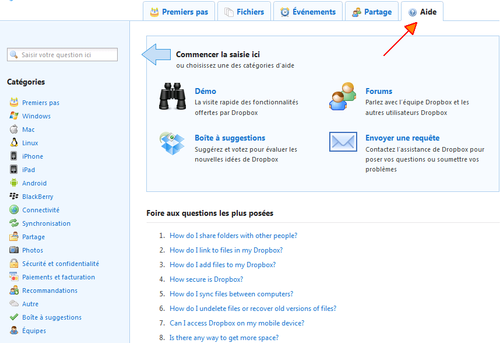 Premiers pas
Fichiers
Événements
Partage
Aide
Saisir votre question ici
Catégories
Premiers pas
Windows
Mac
Linux
iPhone
iPad
Android
BlackBerry
Connectivité
Synchronisation
Partage
Photos
Sécurité et confidentialité
Paiements et facturation
Recommandations
Autre
Boîte à suggestions
Équipes
Commencer la saisie ici
ou choisissez une des catégories d'aide
Démo
La visite rapide des fonctionnalités
offertes par Dropbox
Forums
Parlez avec l'équipe Dropbox et les
autres utilisateurs Dropbox
Boîte à suggestions
Suggérez et votez pour évaluer les
nouvelles idées de Dropbox
Envoyer une requête
Contactez l'assistance de Dropbox pour
poser vos questions ou soumettre vos
problèmes
Foire aux questions les plus posées
1. How do I share folders with other people?
2. How do I link to files in my Dropbox?
3. How do I add files to my Dropbox?
4. How secure is Dropbox?
5. How do I sync files between computers?
6. How do I undelete files or recover old versions of files?
7. Can I access Dropbox on my mobile device?
8. Is there any way to get more space?